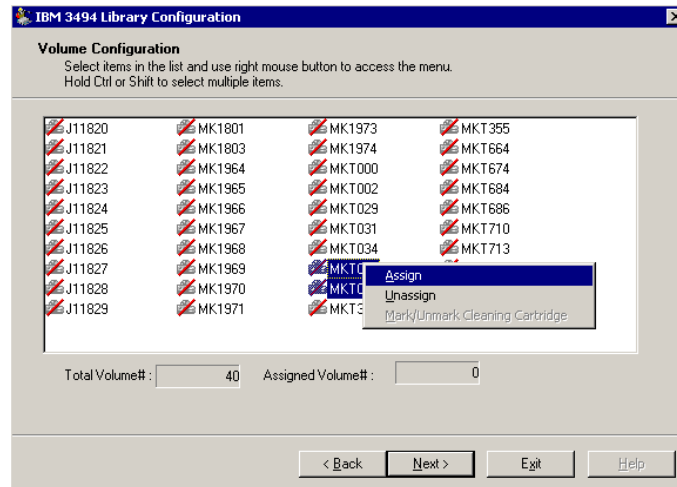 IBM 3494 Library Configuration
Volume Configuration
Select items in the list and use right mouse button to access the menu.
Hold Ctrl or Shift to select multiple items.
J11820 MK1801 MK1973 MKT355
J11821 MK1803 MK1974 MKT664
J11822 MK1964 MKT000 MKT674
J11823 MK1965 MKT002 MKT684
J11824 MK1966 MKT029 MKT686
J11825 MK1967 MKT031 MKT710
J11826 MK1968 MKT034 MKT713
J11827 MK1969
J11828 MK1970
J11829 MK1971
Assign
Unassign
Mark/Unmark Cleaning Cartridge
Total Volume# : 40 Assigned Volume# : 0
< Back Next > Exit Help